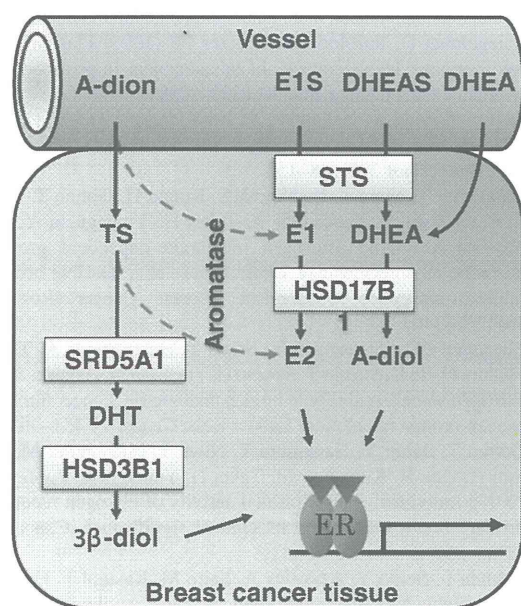 Vessel
A-dion E1S DHEAS DHEA
STS
TS E1 DHEA
Aromatase
HSD17B
1
SRD5A1 E2 A-diol
DHT
HSD3B1
3β-diol ER
Breast cancer tissue